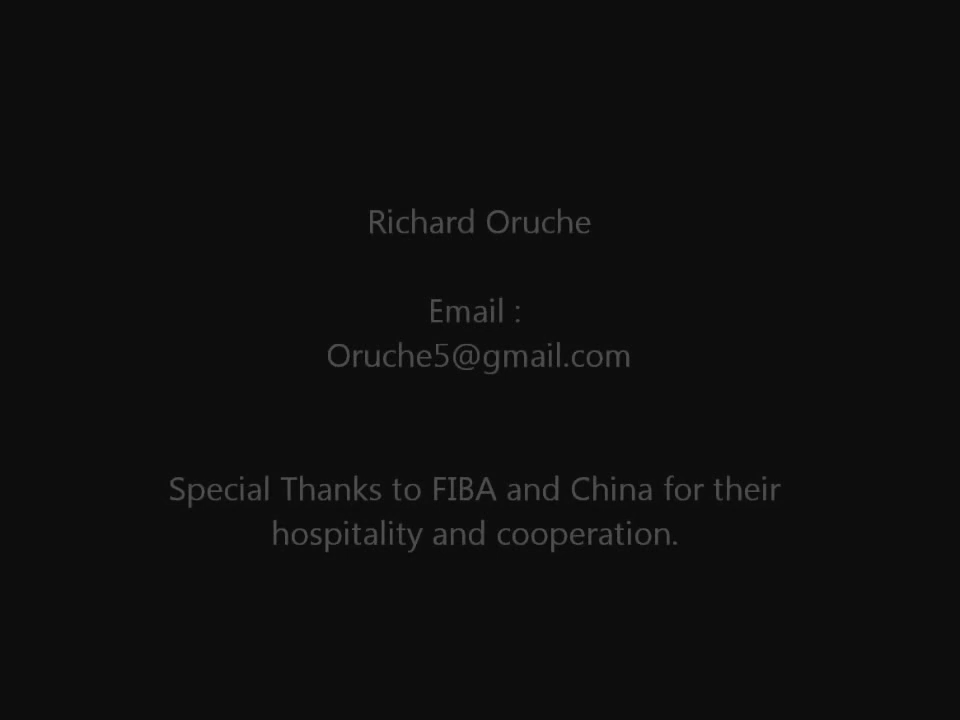 Richard Oruche
Email :
Oruche5@gmail.com
Special Thanks to FIBA and China for their
hospitality and cooperation.